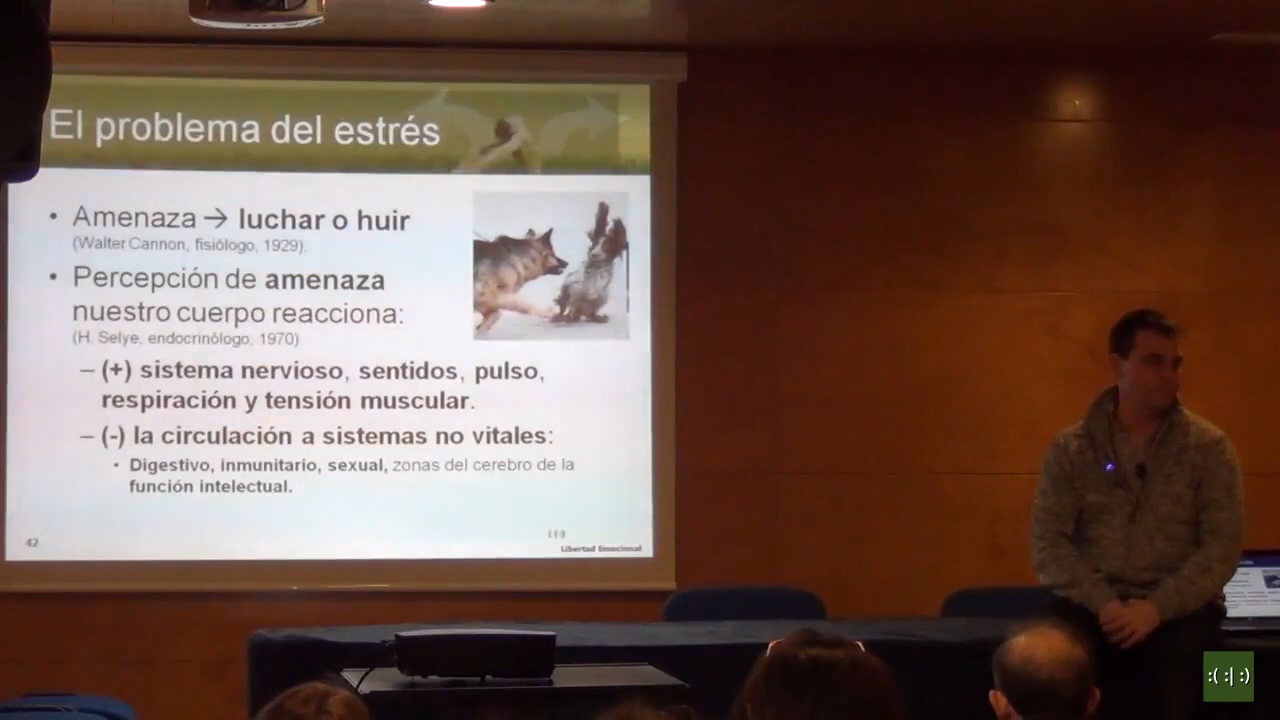 El problema del estrés
• Amenaza → luchar o huir
(Walter Cannon, fisiólogo, 1929).
• Percepción de amenaza
nuestro cuerpo reacciona:
(H. Selye, endocrinólogo, 1970)
– (+) sistema nervioso, sentidos, pulso,
respiración y tensión muscular.
– (-) la circulación a sistemas no vitales:
• Digestivo, inmunitario, sexual, zonas del cerebro de la
función intelectual.
42
Libertad Emocional
:( :| :)